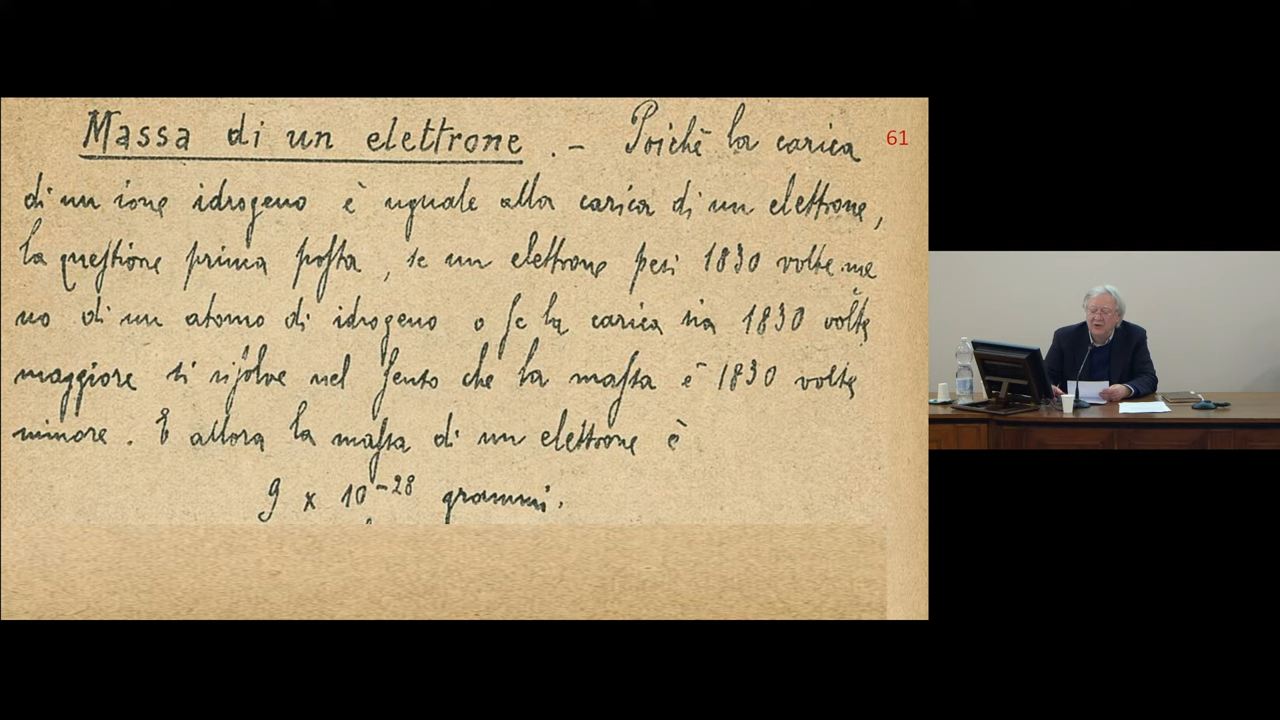 Massa di un elettrone. - Poichè la carica
61
di un ione idrogeno è uguale alla carica di un elettrone,
la questione prima posta, se un elettrone pesi 1830 volte me
no di un atomo di idrogeno o se la carica sia 1830 volte
maggiore si risolve nel senso che la massa è 1830 volte
minore. E allora la massa di un elettrone è
9 x 10⁻²⁸ grammi.